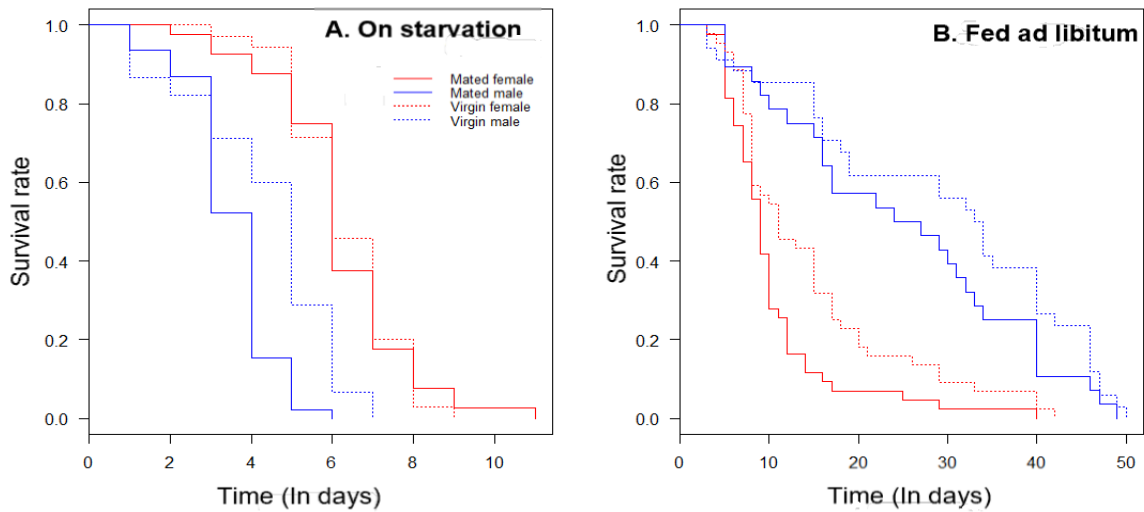 A. On starvation
Mated female
Mated male
Virgin female
Virgin male
1.0
0.8
0.6
0.4
0.2
0.0
Survival rate
0 2 4 6 8 10
Time (In days)
B. Fed ad libitum
1.0
0.8
0.6
0.4
0.2
0.0
Survival rate
0 10 20 30 40 50
Time (In days)